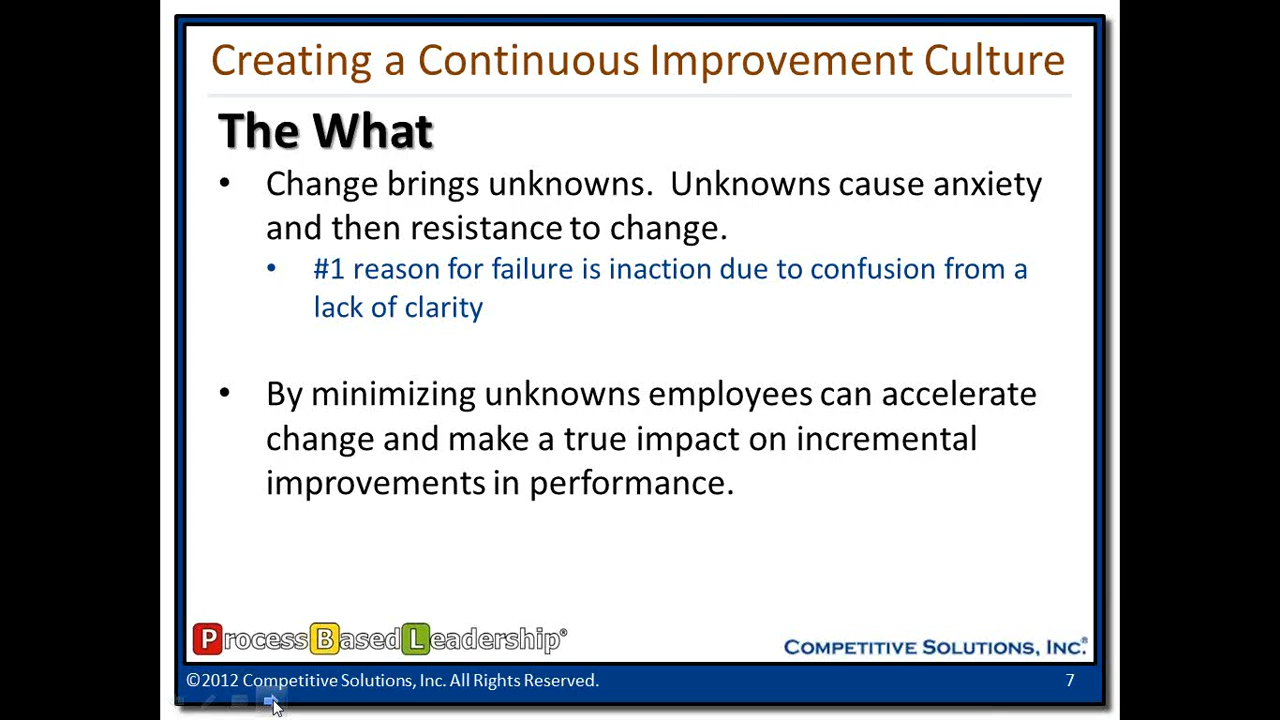 Creating a Continuous Improvement Culture
The What
• Change brings unknowns.  Unknowns cause anxiety
and then resistance to change.
• #1 reason for failure is inaction due to confusion from a
lack of clarity
• By minimizing unknowns employees can accelerate
change and make a true impact on incremental
improvements in performance.
Process Based Leadership®
COMPETITIVE SOLUTIONS, INC.®
©2012 Competitive Solutions, Inc. All Rights Reserved.
7